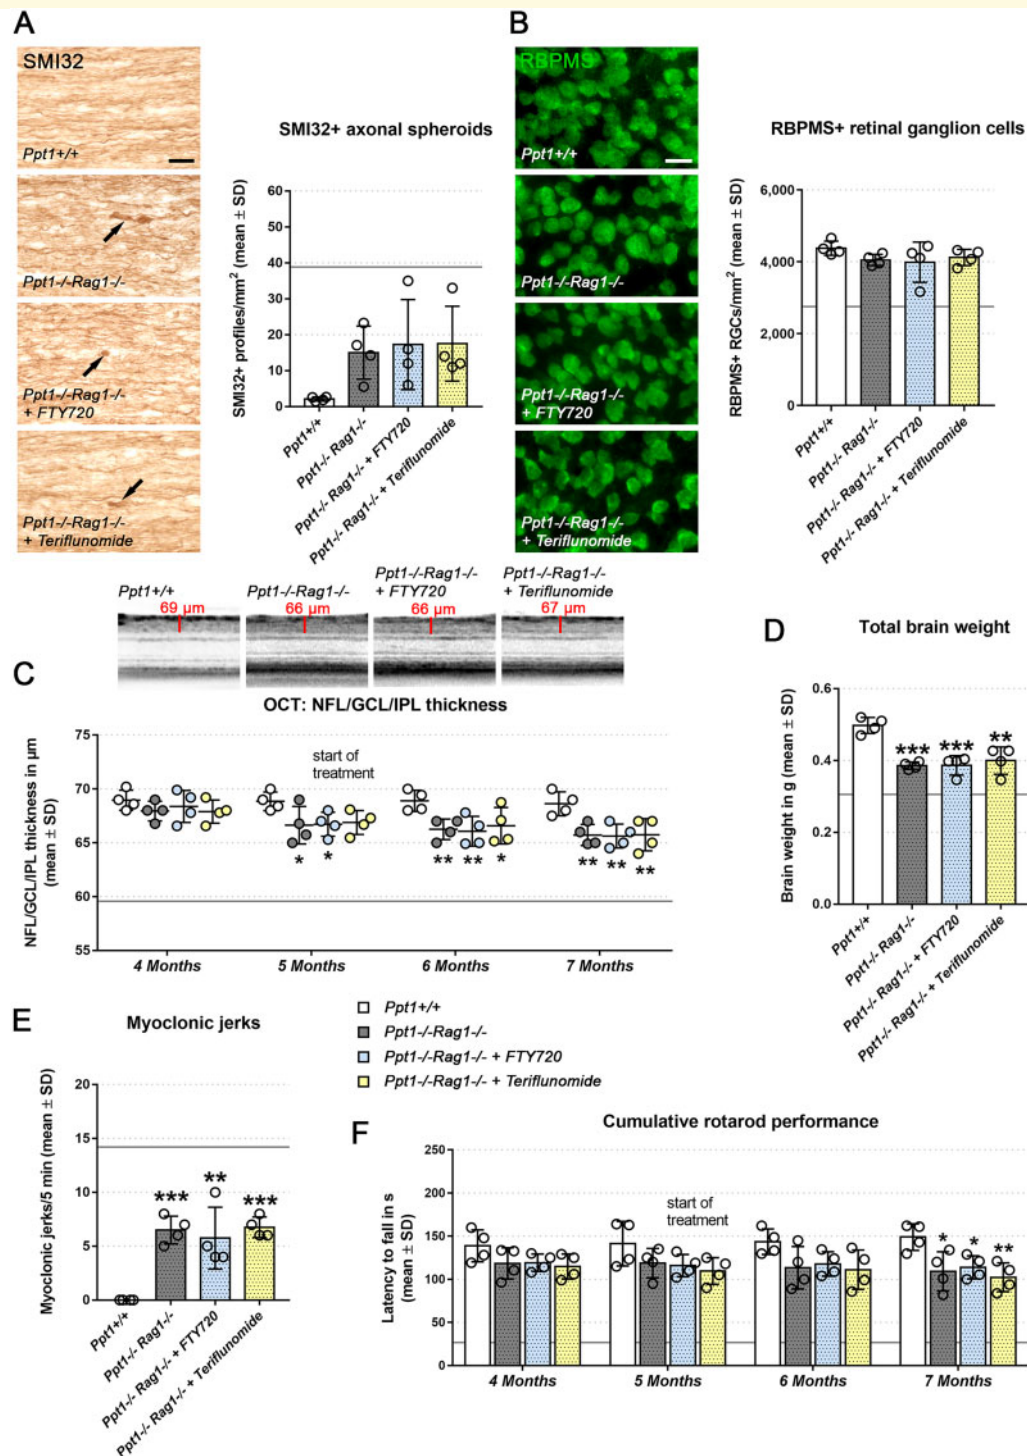 A
SMI32
Ppt1+/+
Ppt1-/-Rag1-/-
Ppt1-/-Rag1-/-
+ FTY720
Ppt1-/-Rag1-/-
+ Teriflunomide
SMI32+ axonal spheroids
SMI32+ profiles/mm² (mean ± SD)
60
50
40
30
20
10
0
Ppt1+/+
Ppt1-/- Rag1-/-
Ppt1-/- Rag1-/- + FTY720
Ppt1-/- Rag1-/- + Teriflunomide
B
RBPMS
Ppt1+/+
Ppt1-/-Rag1-/-
Ppt1-/-Rag1-/-
+ FTY720
Ppt1-/-Rag1-/-
+ Teriflunomide
RBPMS+ retinal ganglion cells
RBPMS+ RGCs/mm² (mean ± SD)
6,000
4,000
2,000
0
Ppt1+/+
Ppt1-/- Rag1-/-
Ppt1-/- Rag1-/- + FTY720
Ppt1-/- Rag1-/- + Teriflunomide
C
Ppt1+/+
69 µm
Ppt1-/-Rag1-/-
66 µm
Ppt1-/-Rag1-/-
+ FTY720
66 µm
Ppt1-/-Rag1-/-
+ Teriflunomide
67 µm
OCT: NFL/GCL/IPL thickness
NFL/GCL/IPL thickness in µm
(mean ± SD)
75
70
65
60
55
start of
treatment
* *
** ** *
** ** **
4 Months 5 Months 6 Months 7 Months
D
Total brain weight
Brain weight in g (mean ± SD)
0.6
0.4
0.2
0.0
*** *** **
Ppt1+/+
Ppt1-/- Rag1-/-
Ppt1-/- Rag1-/- + FTY720
Ppt1-/- Rag1-/- + Teriflunomide
E
Myoclonic jerks
Myoclonic jerks/5 min (mean ± SD)
20
15
10
5
0
*** ** ***
Ppt1+/+
Ppt1-/- Rag1-/-
Ppt1-/- Rag1-/- + FTY720
Ppt1-/- Rag1-/- + Teriflunomide
Ppt1+/+
Ppt1-/-Rag1-/-
Ppt1-/-Rag1-/- + FTY720
Ppt1-/-Rag1-/- + Teriflunomide
F
Cumulative rotarod performance
Latency to fall in s
(mean ± SD)
250
200
150
100
50
0
start of
treatment
* * **
4 Months 5 Months 6 Months 7 Months